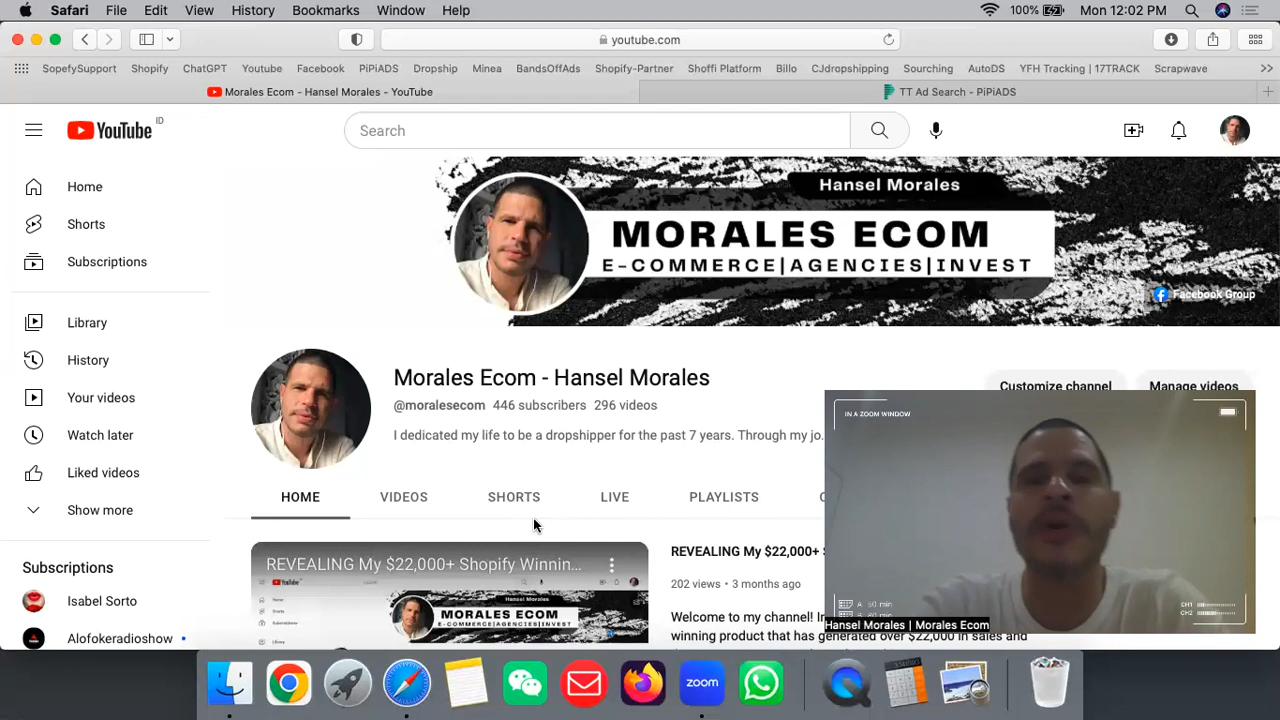 Safari File Edit View History Bookmarks Window Help 100% Mon 12:02 PM
youtube.com
SopefySupport Shopify ChatGPT Youtube Facebook PiPiADS Dropship Minea BandsOffAds Shopify-Partner Shoffi Platform Billo CJdropshipping Sourching AutoDS YFH Tracking | 17TRACK Scrapwave >>
Morales Ecom - Hansel Morales - YouTube TT Ad Search - PiPiADS
YouTube ID
Search
Home
Shorts
Subscriptions
Library
History
Your videos
Watch later
Liked videos
Show more
Subscriptions
Isabel Sorto
Alofokeradioshow
Hansel Morales
MORALES ECOM
E-COMMERCE|AGENCIES|INVEST
Facebook Group
Morales Ecom - Hansel Morales
@moralesecom 446 subscribers 296 videos
I dedicated my life to be a dropshipper for the past 7 years. Through my jo.
Customize channel Manage videos
HOME VIDEOS SHORTS LIVE PLAYLISTS
REVEALING My $22,000+ Shopify Winnin...
Hansel Morales
MORALES ECOM
REVEALING My $22,000+
202 views • 3 months ago
Welcome to my channel!
winning product that has generated over $22,000 in sales and
IN A ZOOM WINDOW
CH1
CH2
Hansel Morales | Morales Ecom
zoom